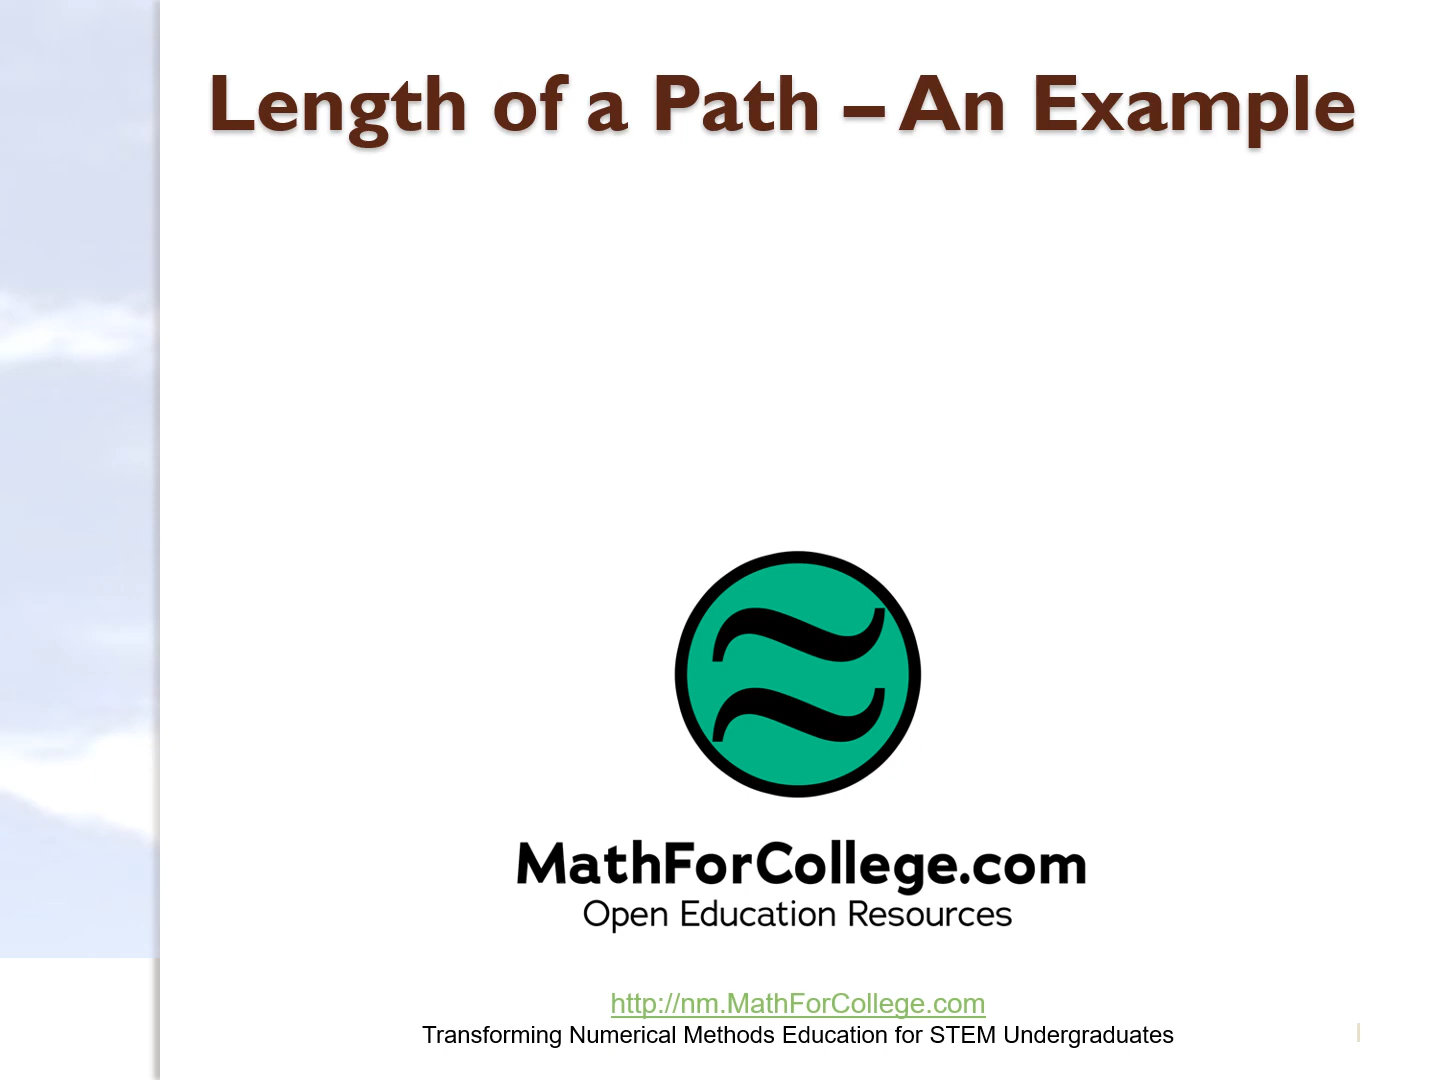 Length of a Path – An Example
≈
MathForCollege.com
Open Education Resources
http://nm.MathForCollege.com
Transforming Numerical Methods Education for STEM Undergraduates
1